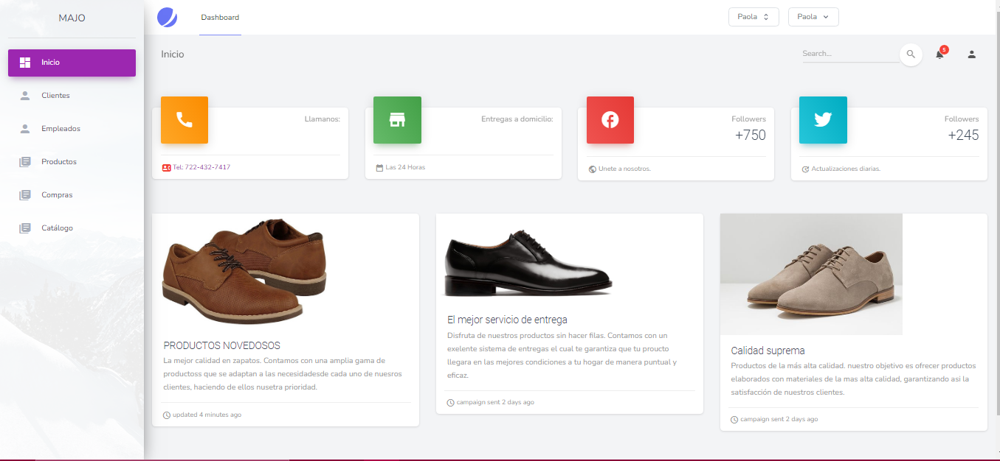 MAJO
Dashboard
Paola
Paola
Inicio
Clientes
Empleados
Productos
Compras
Catálogo
Inicio
Search...
5
Llamanos:
Tel: 722-432-7417
Entregas a domicilio:
Las 24 Horas
Followers
+750
Unete a nosotros.
Followers
+245
Actualizaciones diarias.
PRODUCTOS NOVEDOSOS
La mejor calidad en zapatos. Contamos con una amplia gama de
productoss que se adaptan a las necesidadesde cada uno de nuesros
clientes, haciendo de ellos nusetra prioridad.
updated 4 minutes ago
El mejor servicio de entrega
Disfruta de nuestros productos sin hacer filas. Contamos con un
exelente sistema de entregas el cual te garantiza que tu proucto
llegara en las mejores condiciones a tu hogar de manera puntual y
eficaz.
campaign sent 2 days ago
Calidad suprema
Productos de la más alta calidad. nuestro objetivo es ofrecer productos
elaborados con materiales de la mas alta calidad, garantizando asi la
satisfacción de nuestros clientes.
campaign sent 2 days ago